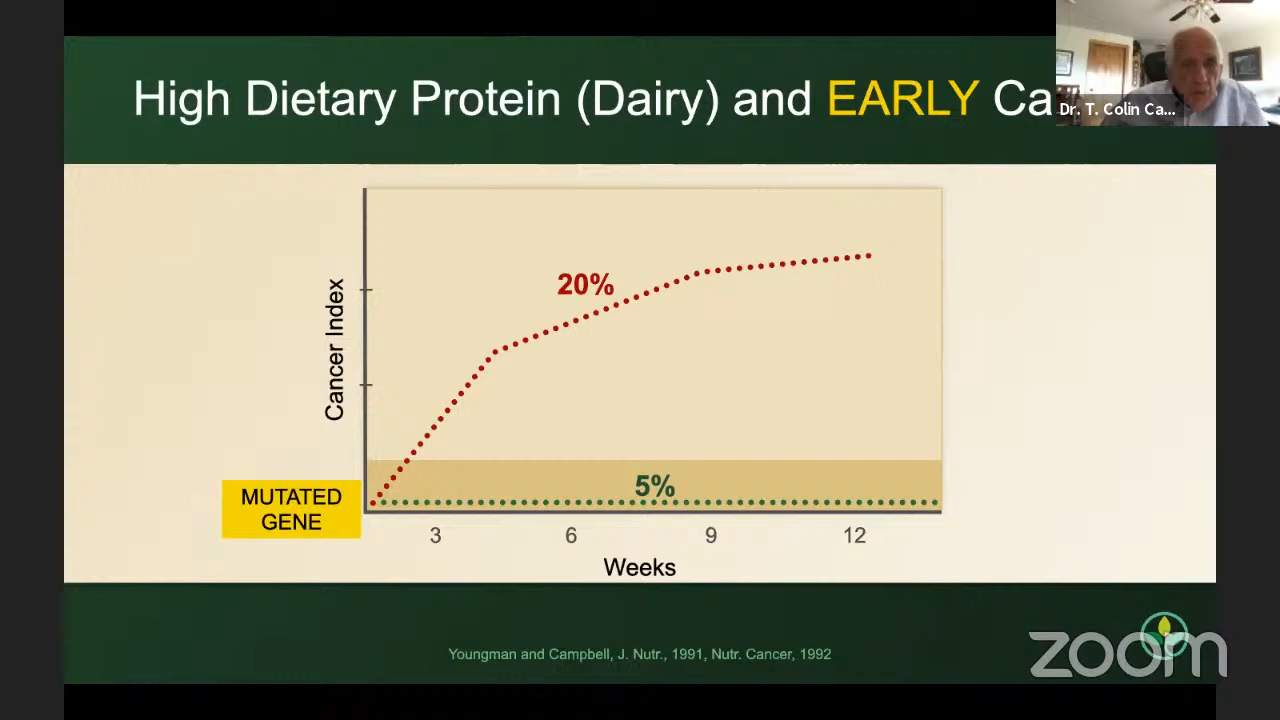 High Dietary Protein (Dairy) and EARLY Ca
Dr. T. Colin Ca...
20%
Cancer Index
5%
MUTATED
GENE
3 6 9 12
Weeks
Youngman and Campbell, J. Nutr., 1991, Nutr. Cancer, 1992
zoom